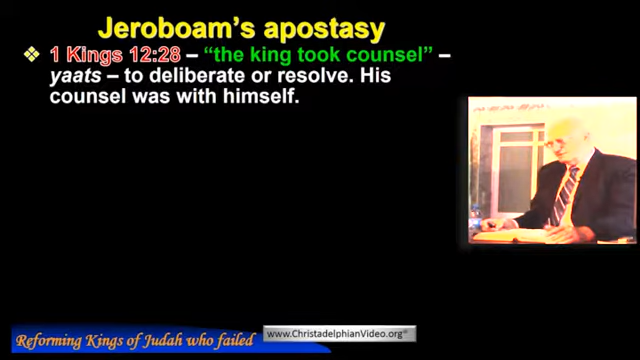 Jeroboam’s apostasy
❖ 1 Kings 12:28 – “the king took counsel” –
yaats – to deliberate or resolve. His
counsel was with himself.
Reforming Kings of Judah who failed
www.ChristadelphianVideo.org